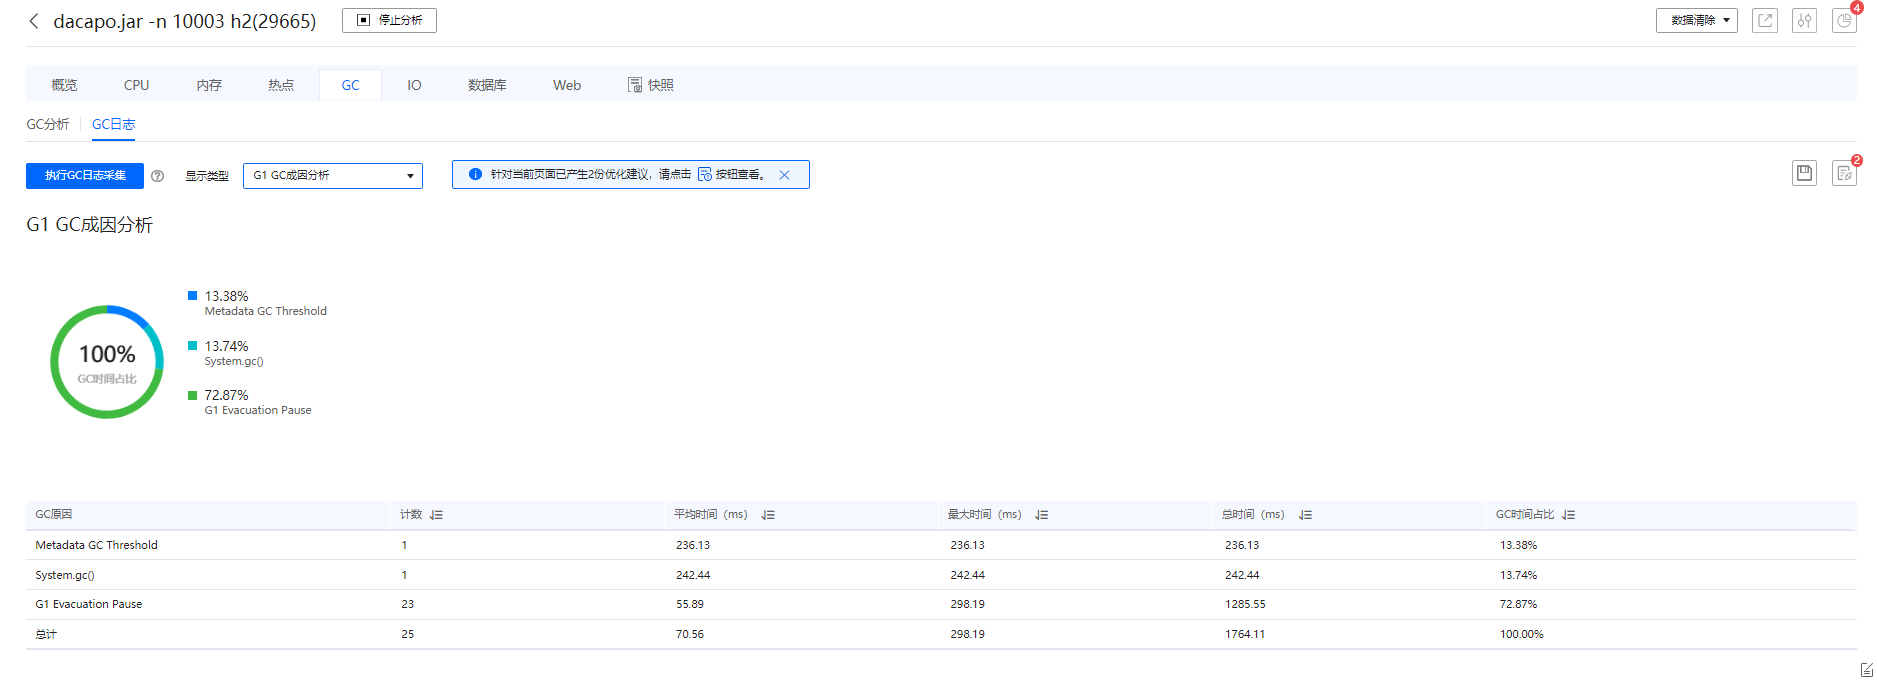 dacapo.jar -n 10003 h2(29665) 停止分析 数据清除 4
概览 CPU 内存 热点 GC IO 数据库 Web 快照
GC分析 GC日志
执行GC日志采集 ? 显示类型 G1 GC成因分析 针对当前页面已产生2份优化建议，请点击 按钮查看。 2
G1 GC成因分析
100%
GC时间占比
13.38%
Metadata GC Threshold
13.74%
System.gc()
72.87%
G1 Evacuation Pause
GC原因 计数 平均时间（ms） 最大时间（ms） 总时间（ms） GC时间占比
Metadata GC Threshold 1 236.13 236.13 236.13 13.38%
System.gc() 1 242.44 242.44 242.44 13.74%
G1 Evacuation Pause 23 55.89 298.19 1285.55 72.87%
总计 25 70.56 298.19 1764.11 100.00%